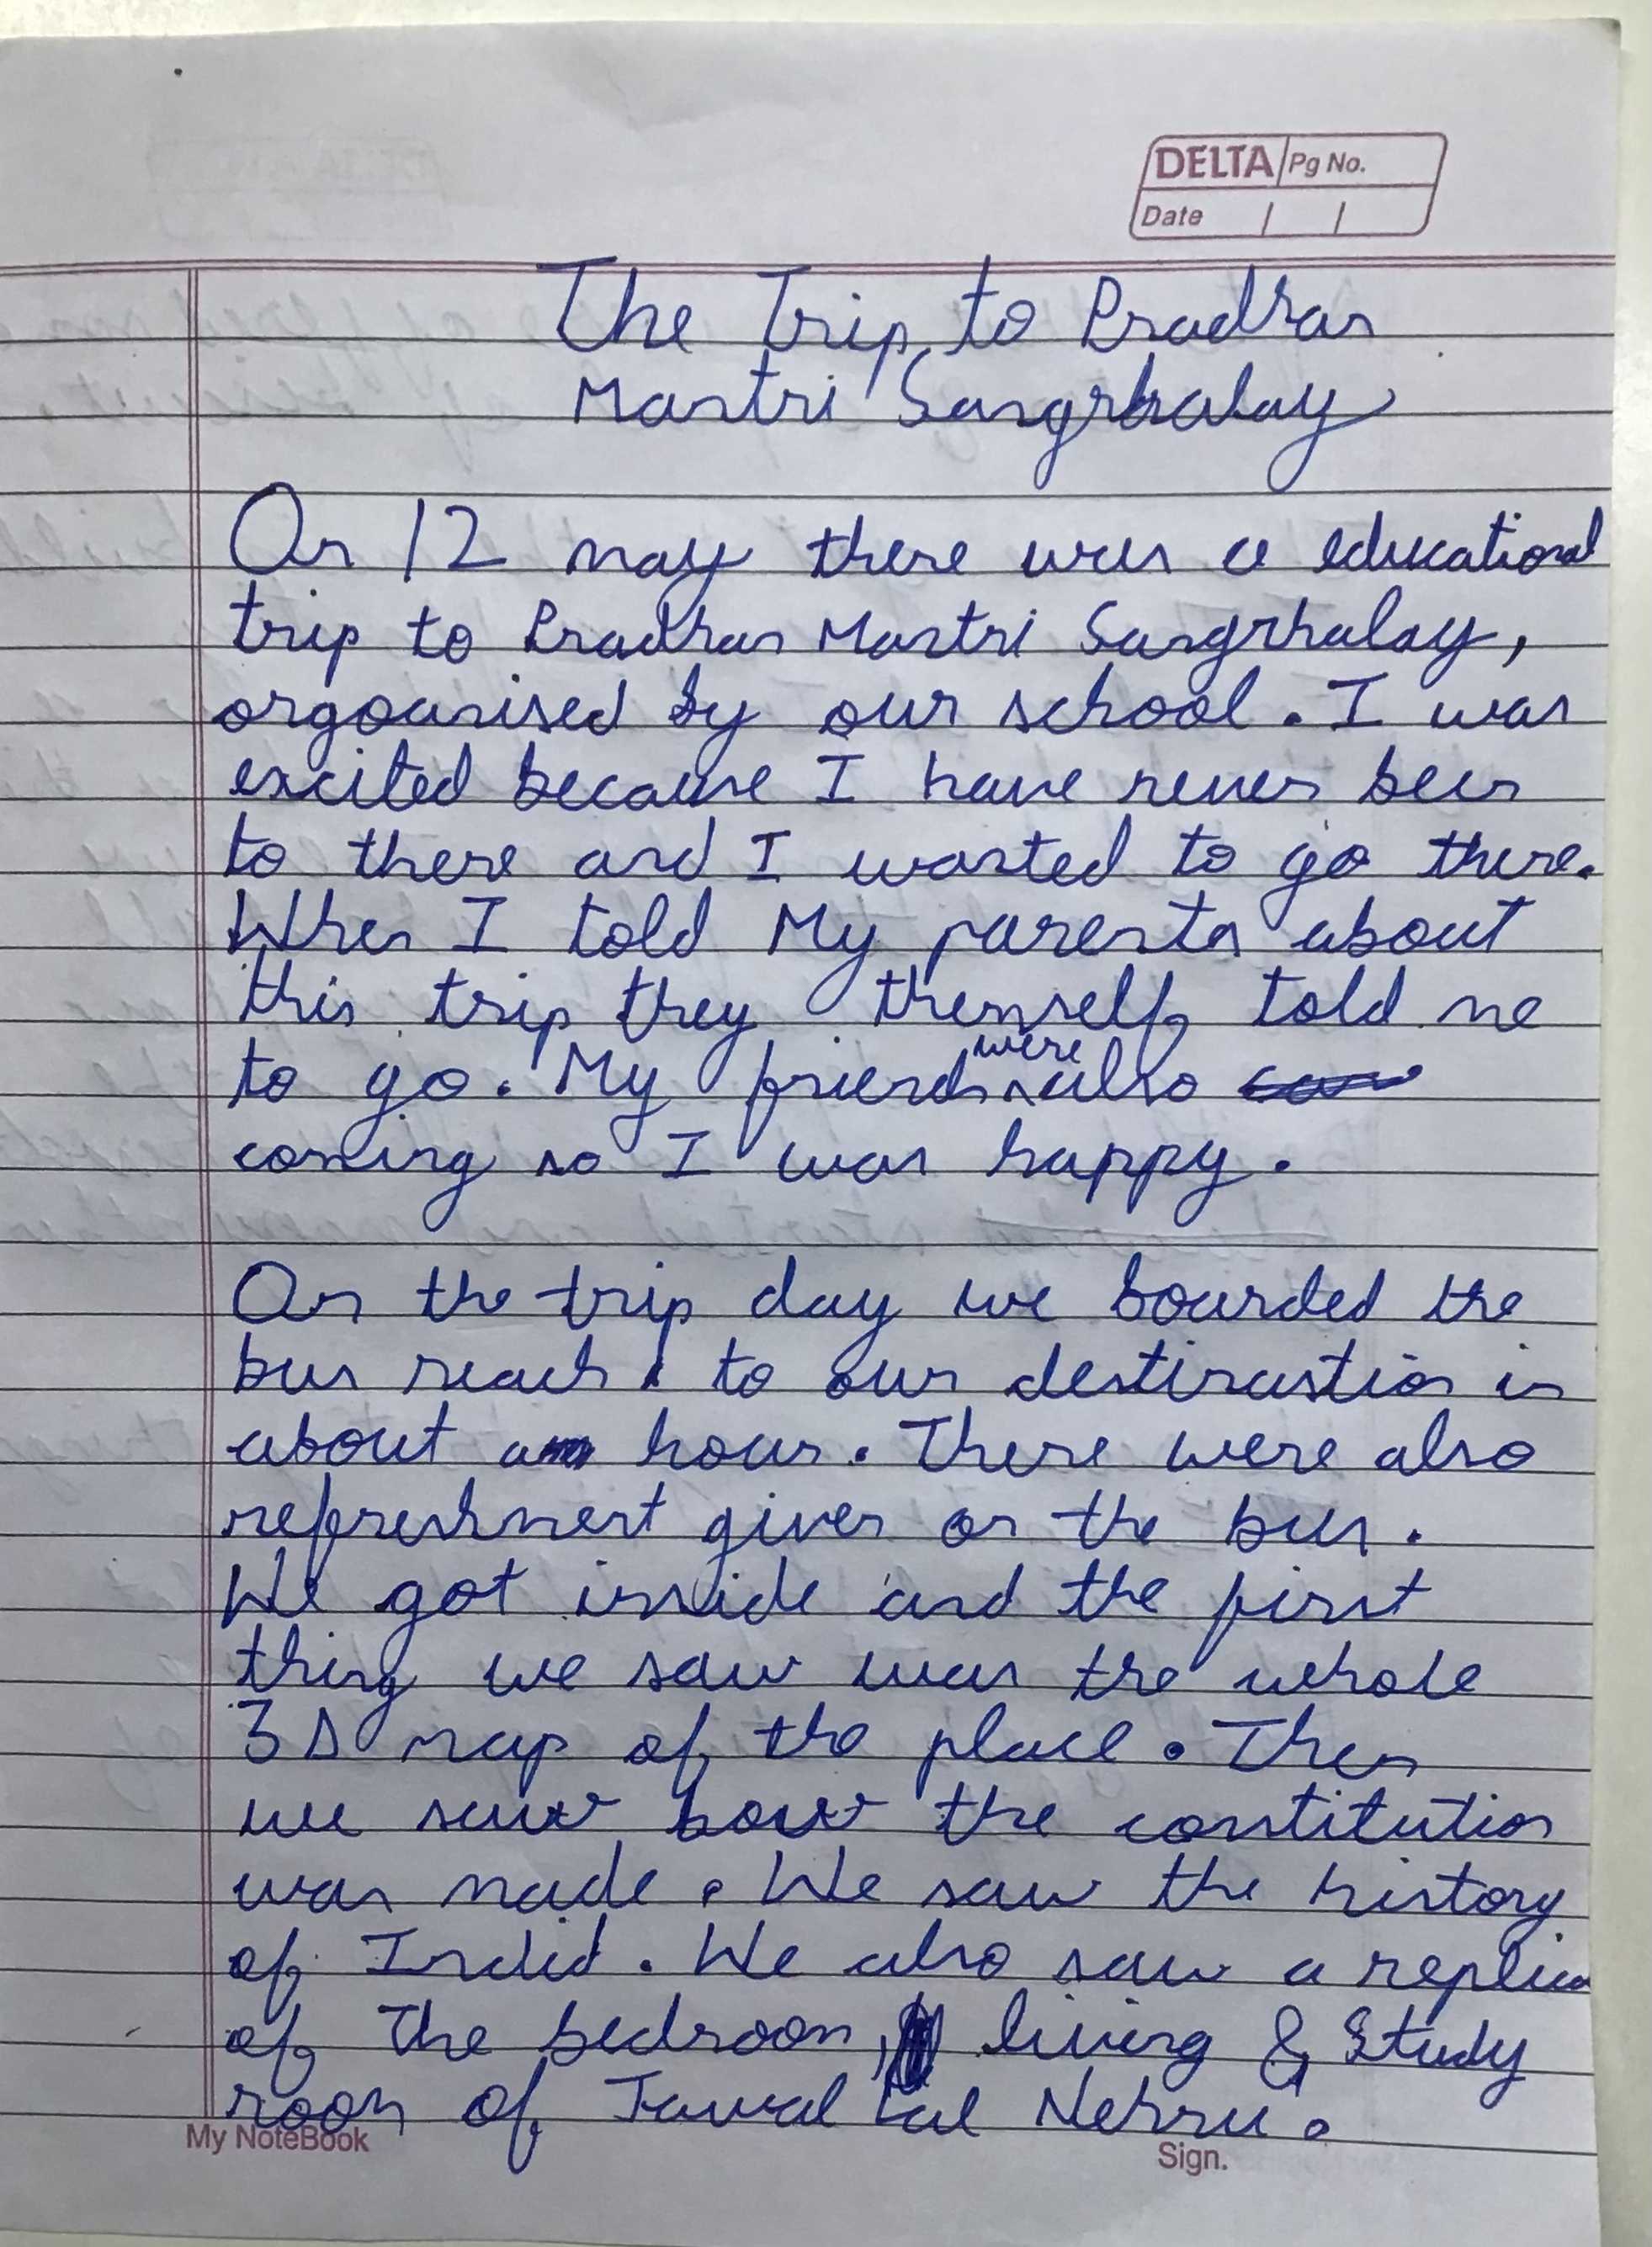 DELTA Pg No.
Date / /
The Trip to Pradhan
Mantri Sangrhalay
On 12 may there was a educational
trip to Pradhan Mantri Sangrhalay,
orgoanised by our school. I was
excited because I have never been
to there and I wanted to go there.
When I told My parents about
this trip they themself told me
to go. My friends were also
coming so I was happy.
On the trip day we boarded the
bus reach to our destinastion in
about an hour. There were also
refreshment given on the bus.
We got inside and the first
thing we saw was the whole
3D map of the place. Then
we saw how the constitution
was made. We saw the history
of India. We also saw a replica
of the bedroom, living & Study
room of Jawal Lal Nehru.
My NoteBook
Sign.